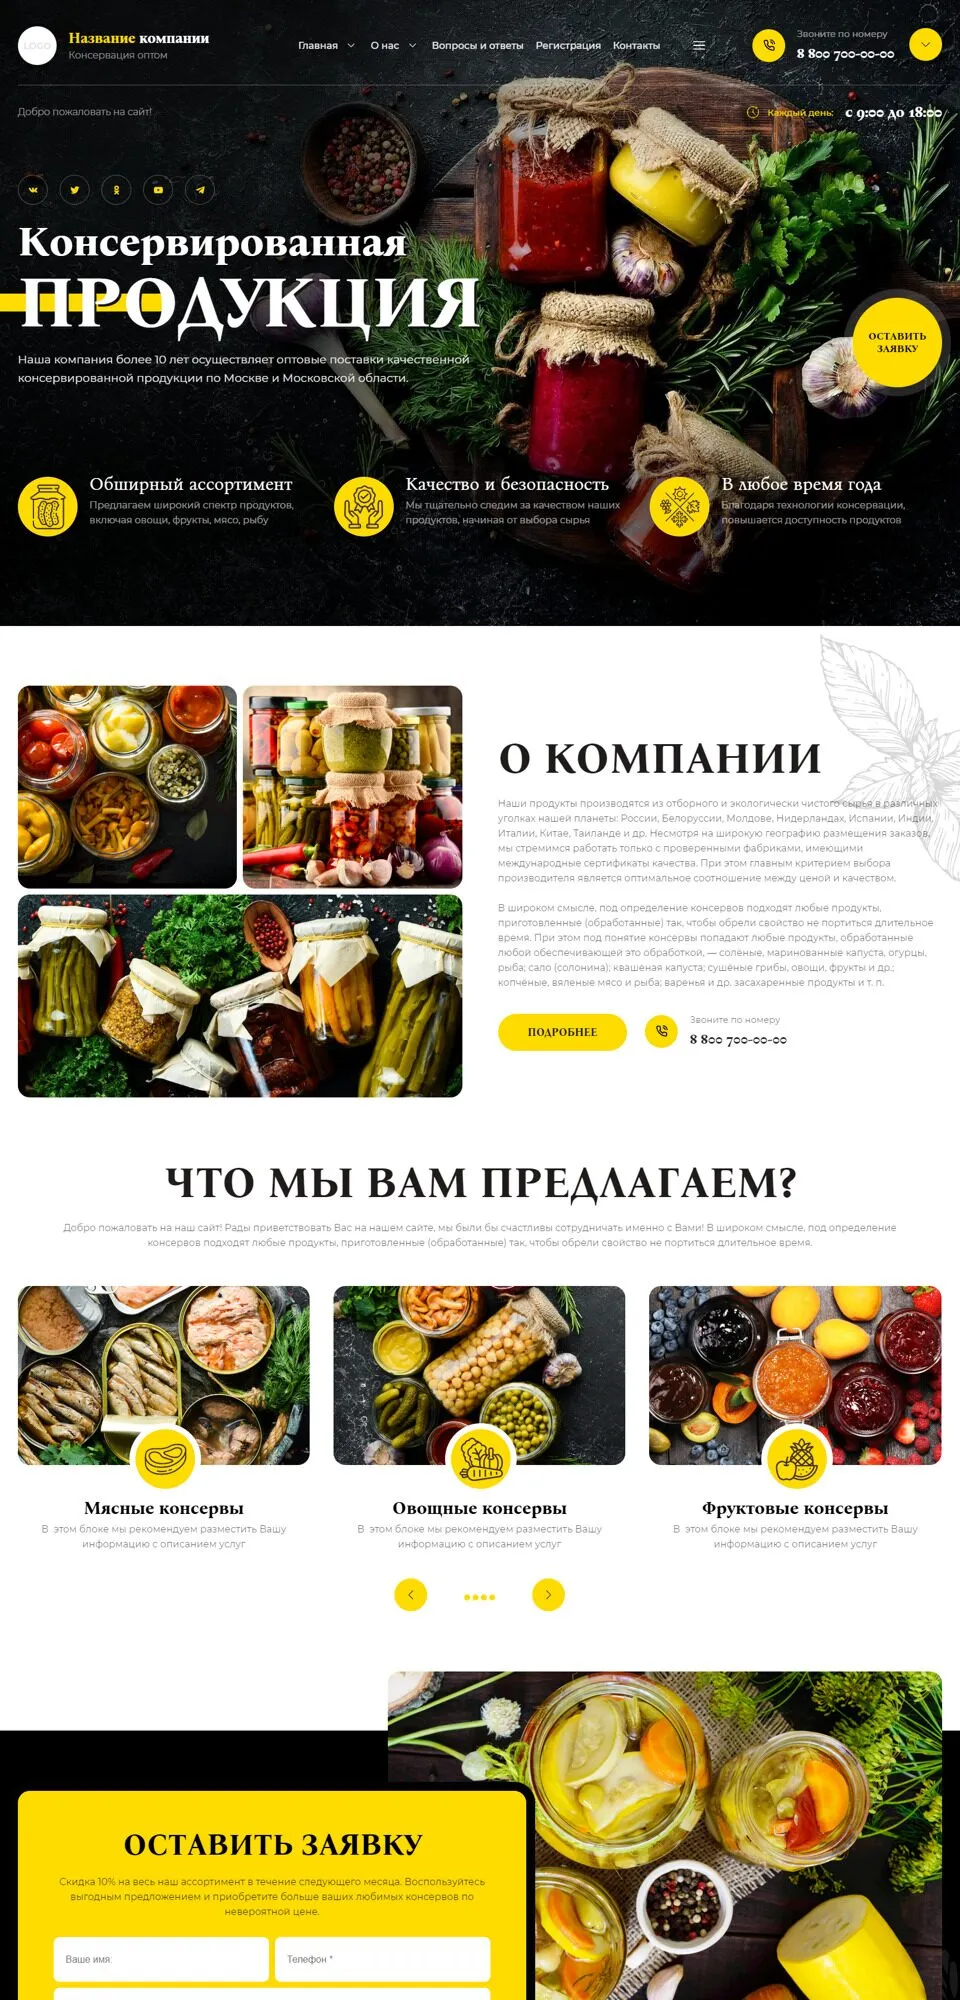 LOGO
Название компании
Консервация оптом
Главная
О нас
Вопросы и ответы
Регистрация
Контакты
Звоните по номеру
8 800 700-00-00
Добро пожаловать на сайт!
Каждый день:
с 9:00 до 18:00
Консервированная
ПРОДУКЦИЯ
Наша компания более 10 лет осуществляет оптовые поставки качественной
консервированной продукции по Москве и Московской области.
ОСТАВИТЬ
ЗАЯВКУ
Обширный ассортимент
Предлагаем широкий спектр продуктов,
включая овощи, фрукты, мясо, рыбу
Качество и безопасность
Мы тщательно следим за качеством наших
продуктов, начиная от выбора сырья
В любое время года
Благодаря технологии консервации,
повышается доступность продуктов
О КОМПАНИИ
Наши продукты производятся из отборного и экологически чистого сырья в различных
уголках нашей планеты: России, Белоруссии, Молдове, Нидерландах, Испании, Индии,
Италии, Китае, Таиланде и др. Несмотря на широкую географию размещения заказов,
мы стремимся работать только с проверенными фабриками, имеющими
международные сертификаты качества. При этом главным критерием выбора
производителя является оптимальное соотношение между ценой и качеством.
В широком смысле, под определение консервов подходят любые продукты,
приготовленные (обработанные) так, чтобы обрели свойство не портиться длительное
время. При этом под понятие консервы попадают любые продукты, обработанные
любой обеспечивающей это обработкой, — солёные, маринованные капуста, огурцы,
рыба; сало (солонина); квашеная капуста; сушёные грибы, овощи, фрукты и др.;
копчёные, вяленые мясо и рыба; варенья и др. засахаренные продукты и т. п.
ПОДРОБНЕЕ
Звоните по номеру
8 800 700-00-00
ЧТО МЫ ВАМ ПРЕДЛАГАЕМ?
Добро пожаловать на наш сайт! Рады приветствовать Вас на нашем сайте, мы были бы счастливы сотрудничать именно с Вами! В широком смысле, под определение
консервов подходят любые продукты, приготовленные (обработанные) так, чтобы обрели свойство не портиться длительное время.
Мясные консервы
В этом блоке мы рекомендуем разместить Вашу
информацию с описанием услуг
Овощные консервы
В этом блоке мы рекомендуем разместить Вашу
информацию с описанием услуг
Фруктовые консервы
В этом блоке мы рекомендуем разместить Вашу
информацию с описанием услуг
ОСТАВИТЬ ЗАЯВКУ
Скидка 10% на весь наш ассортимент в течение следующего месяца. Воспользуйтесь
выгодным предложением и приобретите больше ваших любимых консервов по
невероятной цене.
Ваше имя:
Телефон *